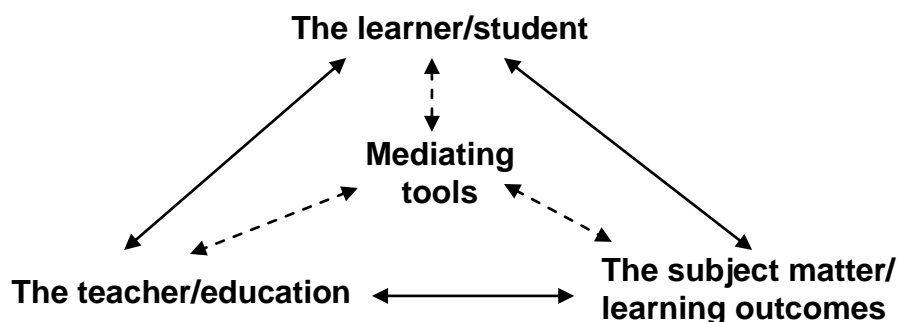 The learner/student
Mediating
tools
The teacher/education
The subject matter/
learning outcomes